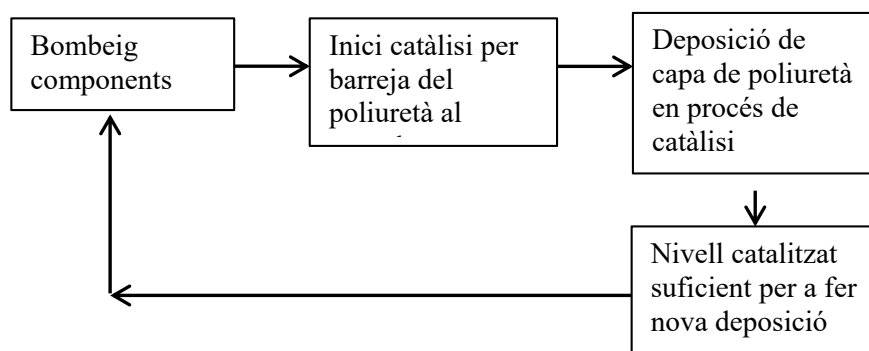 Bombeig
components
Inici catàlisi per
barreja del
poliuretà al
Deposició de
capa de poliuretà
en procés de
catàlisi
Nivell catalitzat
suficient per a fer
nova deposició